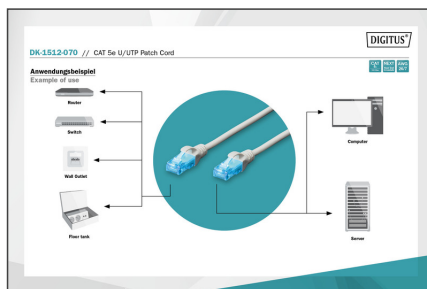 DIGITUS®
DK-1512-070 // CAT 5e U/UTP Patch Cord
Anwendungsbeispiel
Example of use
Router
Switch
Wall Outlet
Floor tank
Computer
Server